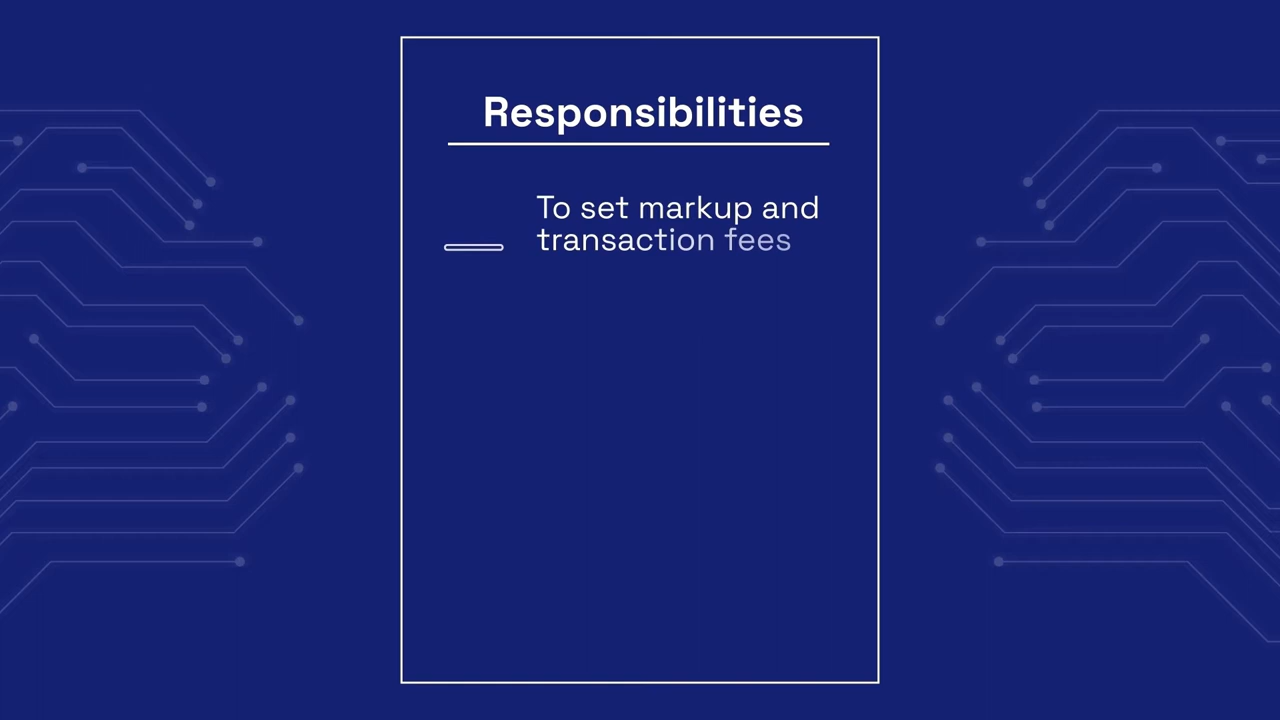 Responsibilities
To set markup and
transaction fees